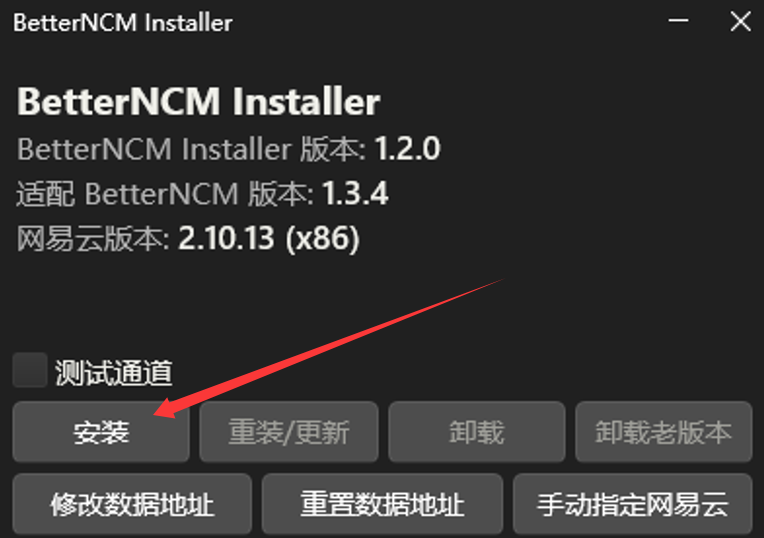 BetterNCM Installer
BetterNCM Installer
BetterNCM Installer 版本: 1.2.0
适配 BetterNCM 版本: 1.3.4
网易云版本: 2.10.13 (x86)
测试通道
安装 重装/更新 卸载 卸载老版本
修改数据地址 重置数据地址 手动指定网易云